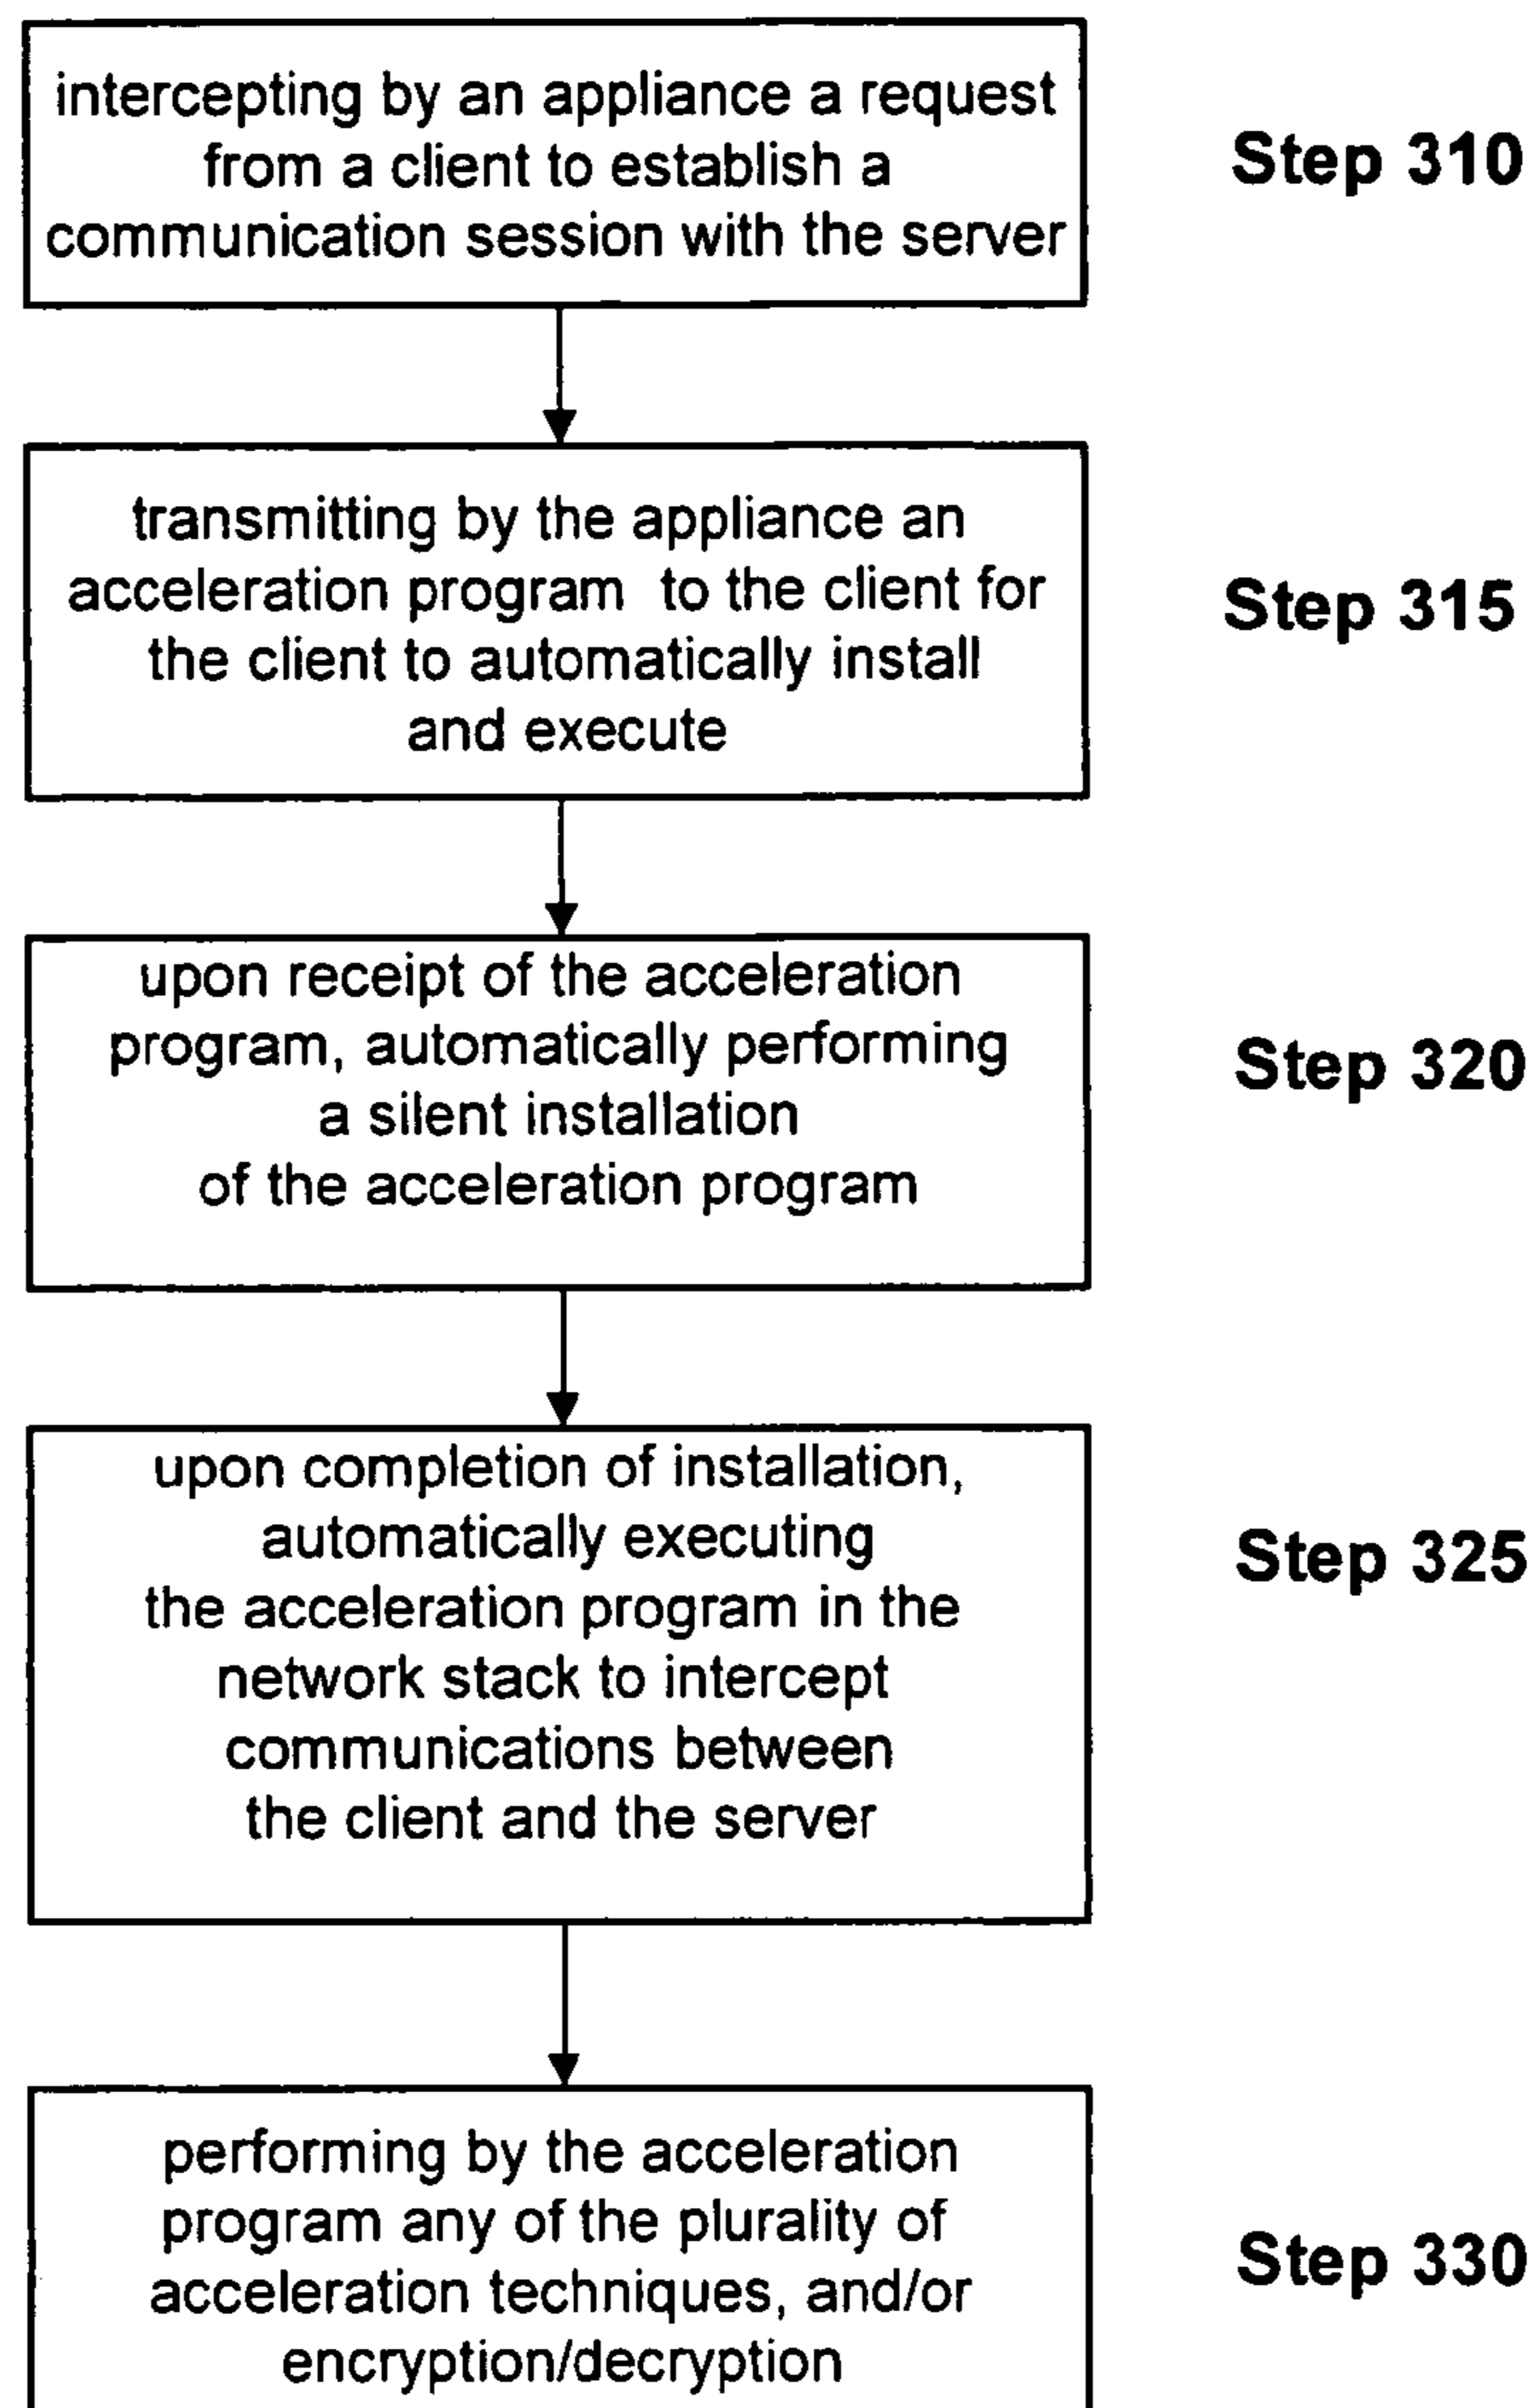 intercepting by an appliance a request
from a client to establish a
communication session with the server
Step 310
transmitting by the appliance an
acceleration program to the client for
the client to automatically install
and execute
Step 315
upon receipt of the acceleration
program, automatically performing
a silent installation
of the acceleration program
Step 320
upon completion of installation,
automatically executing
the acceleration program in the
network stack to intercept
communications between
the client and the server
Step 325
performing by the acceleration
program any of the plurality of
acceleration techniques, and/or
encryption/decryption
Step 330